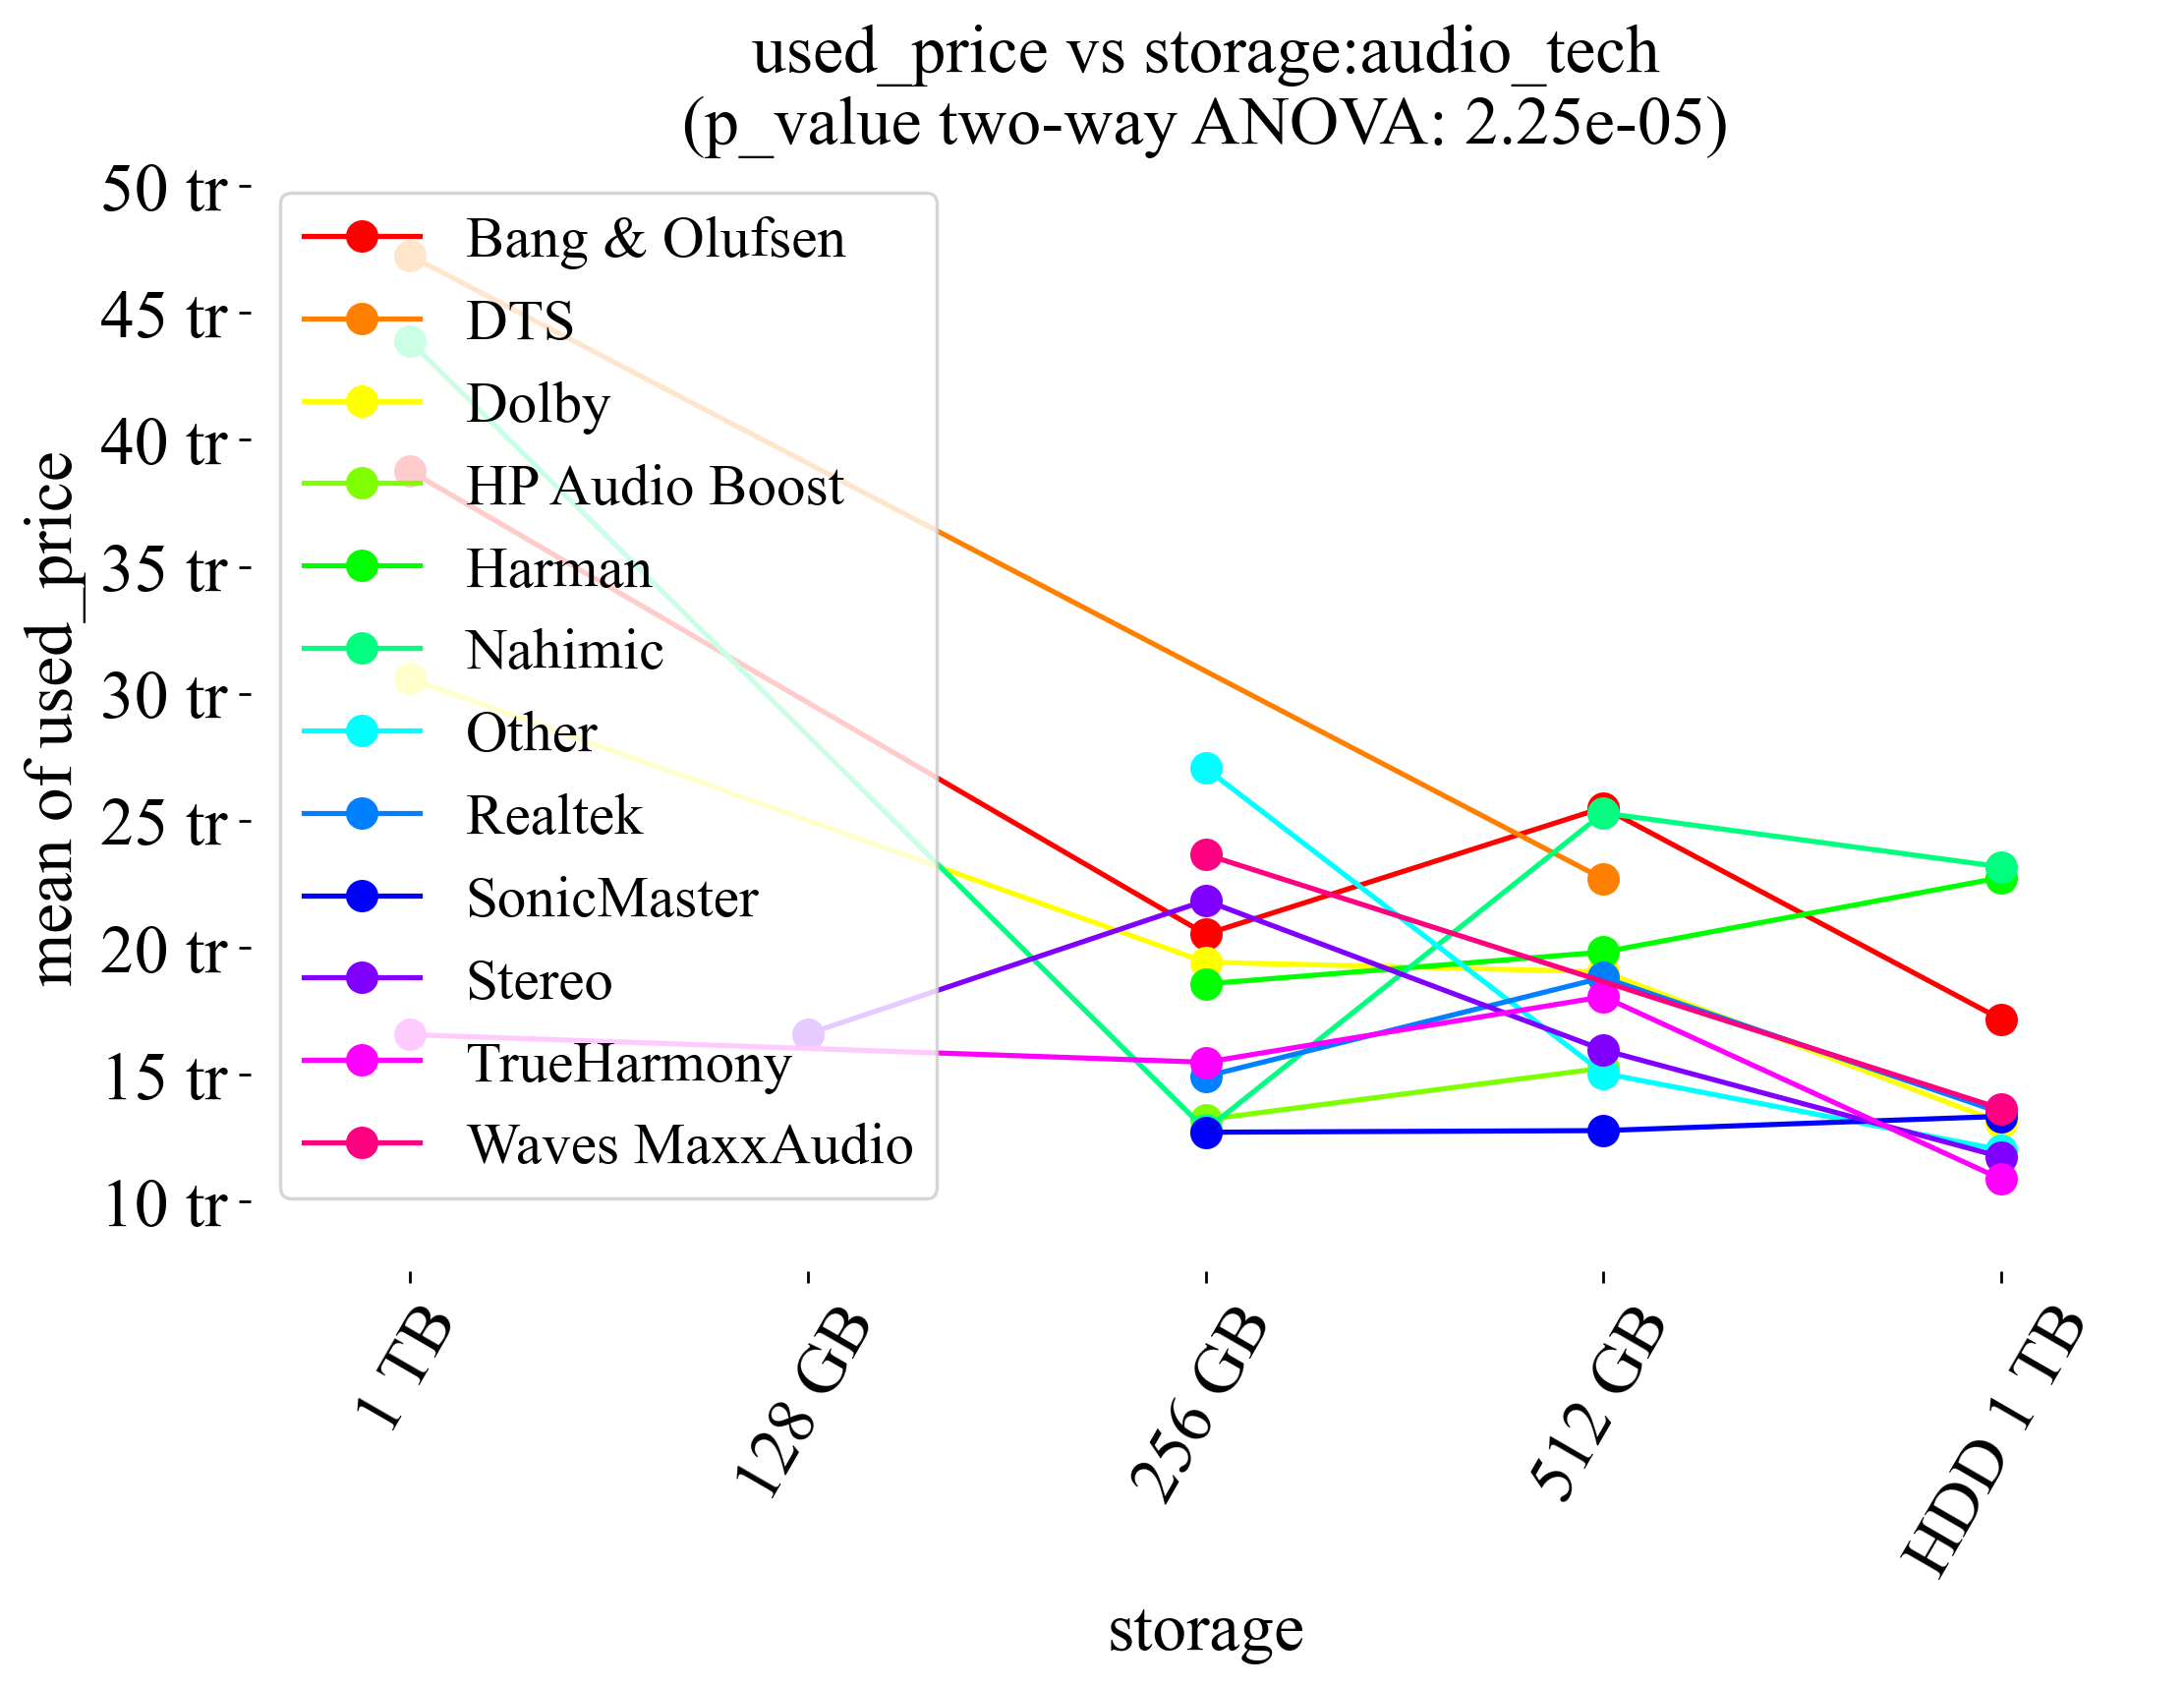 used_price vs storage:audio_tech
(p_value two-way ANOVA: 2.25e-05)
mean of used_price
50 tr
45 tr
40 tr
35 tr
30 tr
25 tr
20 tr
15 tr
10 tr
Bang & Olufsen
DTS
Dolby
HP Audio Boost
Harman
Nahimic
Other
Realtek
SonicMaster
Stereo
TrueHarmony
Waves MaxxAudio
1 TB
128 GB
256 GB
512 GB
HDD 1 TB
storage